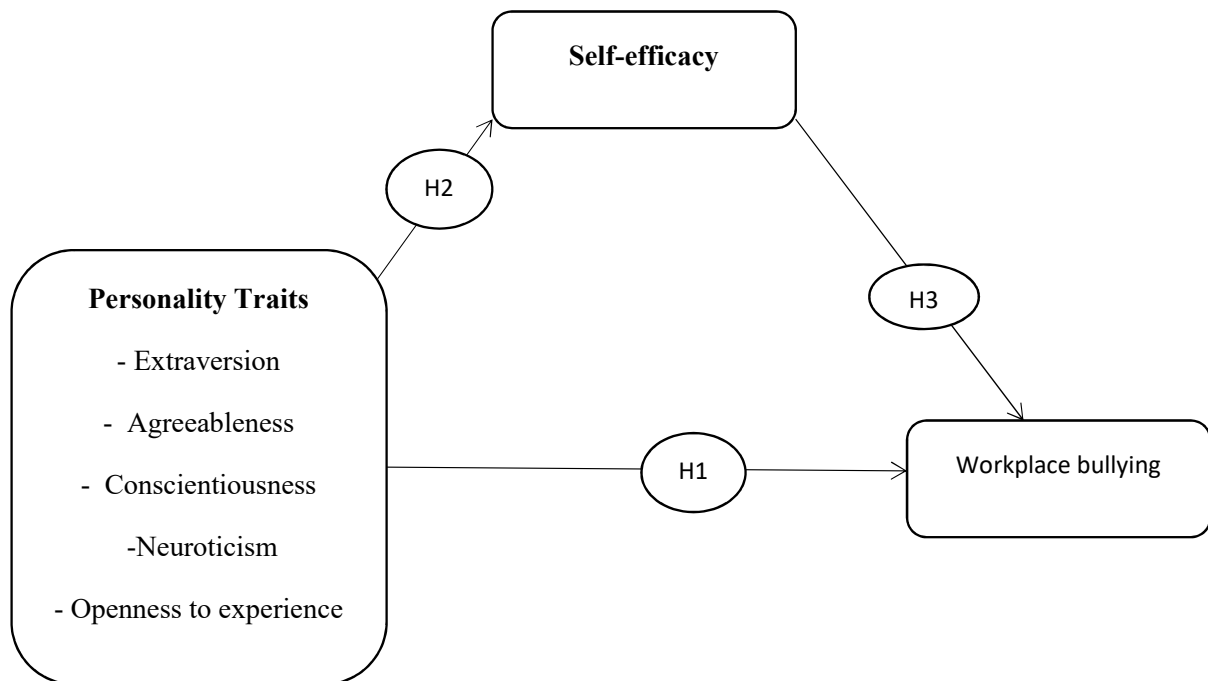 Self-efficacy
H2
Personality Traits
- Extraversion
- Agreeableness
- Conscientiousness
-Neuroticism
- Openness to experience
H3
H1
Workplace bullying